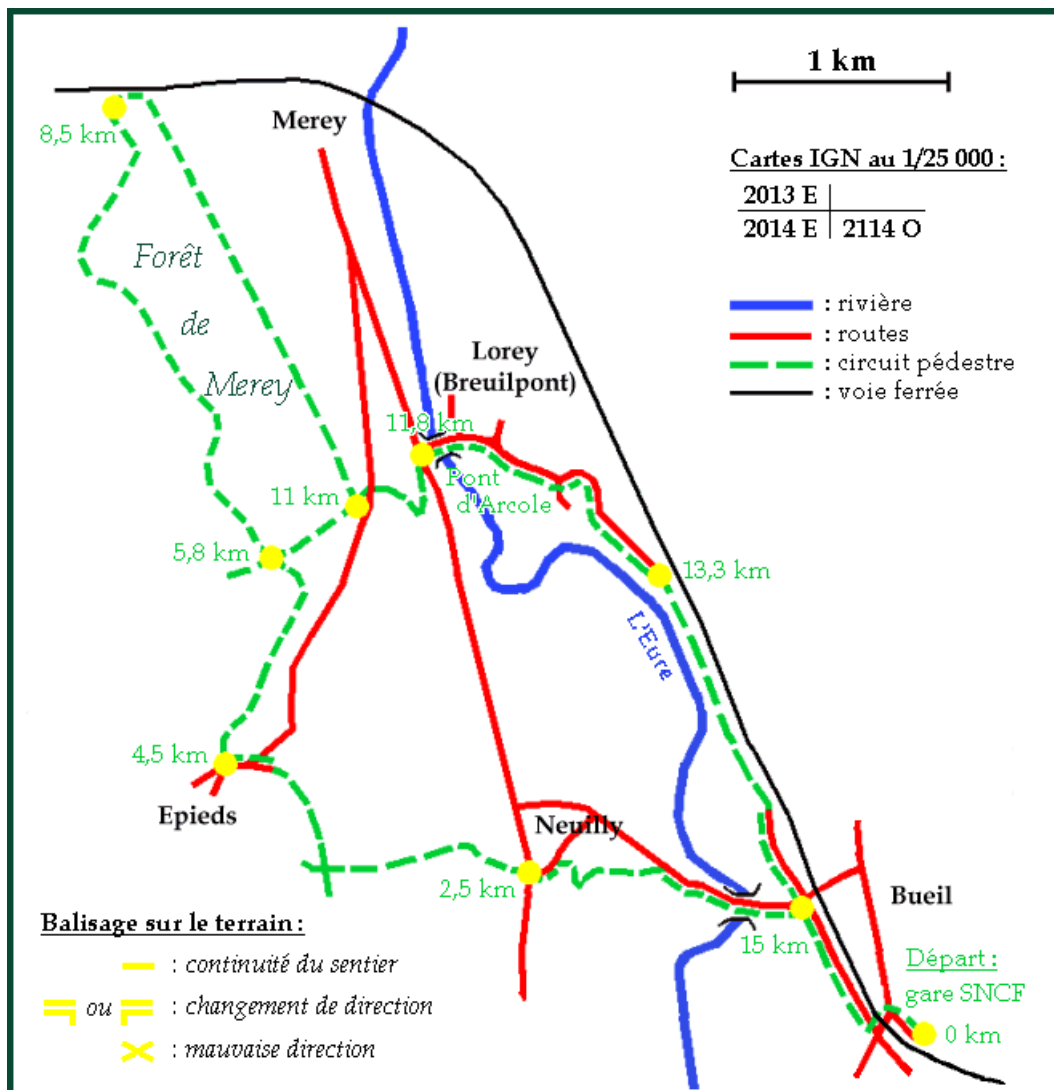 1 km
Merey
8,5 km
Cartes IGN au 1/25 000 :
2013 E
2014 E
2114 O
Forêt
de
Merey
: rivière
: routes
: circuit pédestre
: voie ferrée
Lorey
(Breuilpont)
11,8 km
Pont
d'Arcole
11 km
5,8 km
13,3 km
L'Eure
4,5 km
Epieds
Neuilly
2,5 km
Bueil
15 km
Départ :
gare SNCF
0 km
Balisage sur le terrain :
: continuité du sentier
ou
: changement de direction
: mauvaise direction